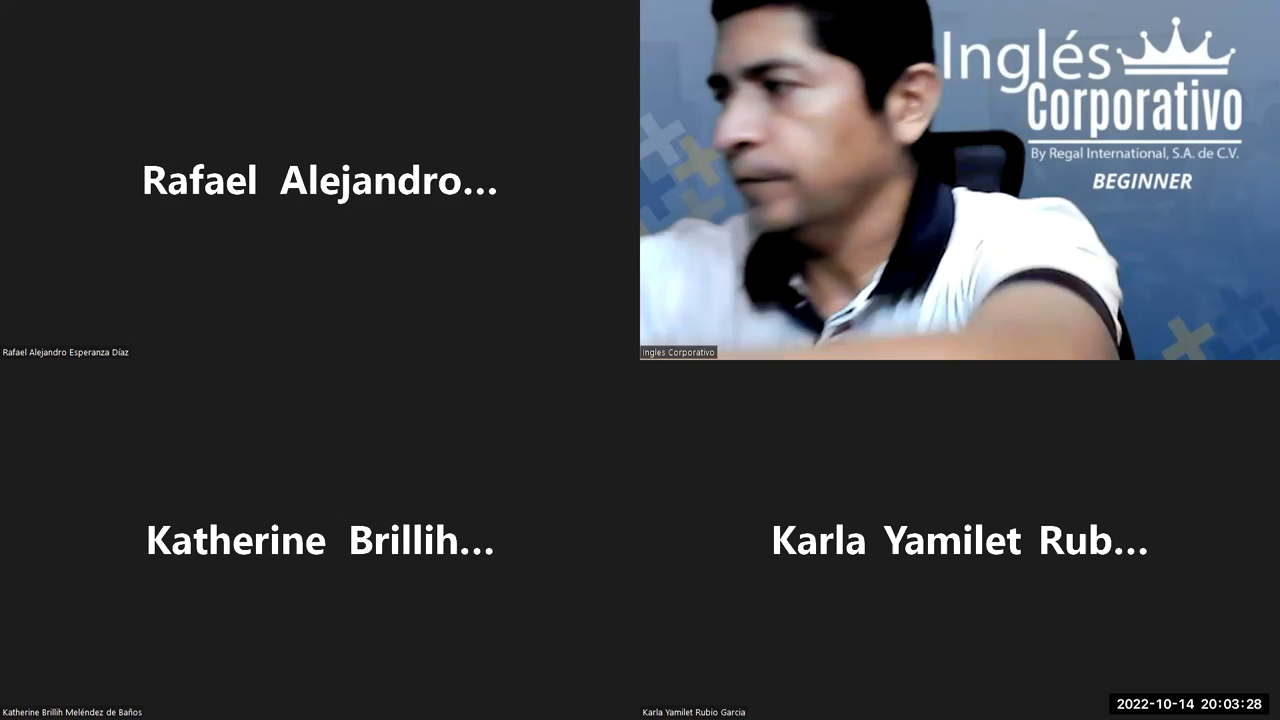 Rafael Alejandro...
Rafael Alejandro Esperanza Díaz
Inglés
Corporativo
By Regal International, S.A. de C.V.
BEGINNER
Ingles Corporativo
Katherine Brillih...
Katherine Brillih Meléndez de Baños
Karla Yamilet Rub...
Karla Yamilet Rubio Garcia
2022-10-14 20:03:28